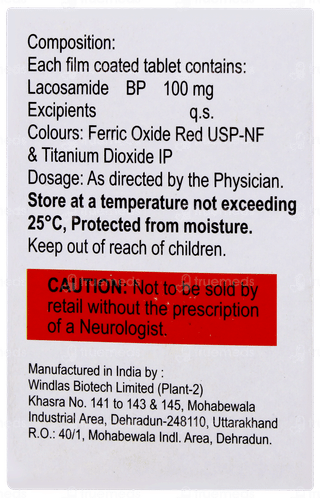 Composition:
Each film coated tablet contains:
Lacosamide BP 100 mg
Excipients q.s.
Colours: Ferric Oxide Red USP-NF
& Titanium Dioxide IP
Dosage: As directed by the Physician.
Store at a temperature not exceeding
25°C, Protected from moisture.
Keep out of reach of children.
CAUTION: Not to be sold by
retail without the prescription
of a Neurologist.
Manufactured in India by :
Windlas Biotech Limited (Plant-2)
Khasra No. 141 to 143 & 145, Mohabewala
Industrial Area, Dehradun-248110, Uttarakhand
R.O.: 40/1, Mohabewala Indl. Area, Dehradun.
truemeds
truemeds